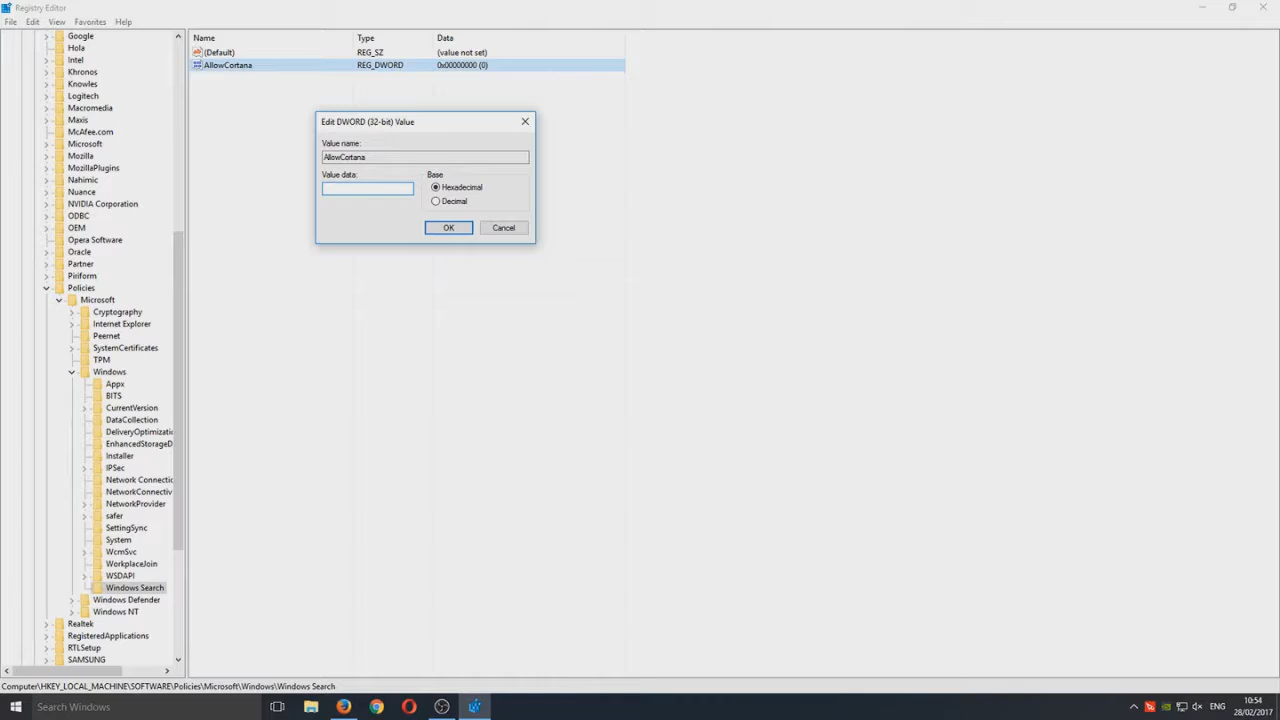 Registry Editor
File Edit View Favorites Help
Google
Hola
Intel
Khronos
Knowles
Logitech
Macromedia
Maxis
McAfee.com
Microsoft
Mozilla
MozillaPlugins
Nahimic
Nuance
NVIDIA Corporation
ODBC
OEM
Opera Software
Oracle
Partner
Piriform
Policies
Microsoft
Cryptography
Internet Explorer
Peernet
SystemCertificates
TPM
Windows
Appx
BITS
CurrentVersion
DataCollection
DeliveryOptimizatic
EnhancedStorageD
Installer
IPSec
Network Connectic
NetworkConnectiv
NetworkProvider
safer
SettingSync
System
WcmSvc
WorkplaceJoin
WSDAPI
Windows Search
Windows Defender
Windows NT
Realtek
RegisteredApplications
RTLSetup
SAMSUNG
Name Type Data
(Default) REG_SZ (value not set)
AllowCortana REG_DWORD 0x00000000 (0)
Edit DWORD (32-bit) Value
Value name:
AllowCortana
Value data:
Base
Hexadecimal
Decimal
OK Cancel
Computer\HKEY_LOCAL_MACHINE\SOFTWARE\Policies\Microsoft\Windows\Windows Search
Search Windows
ENG
10:54
28/02/2017